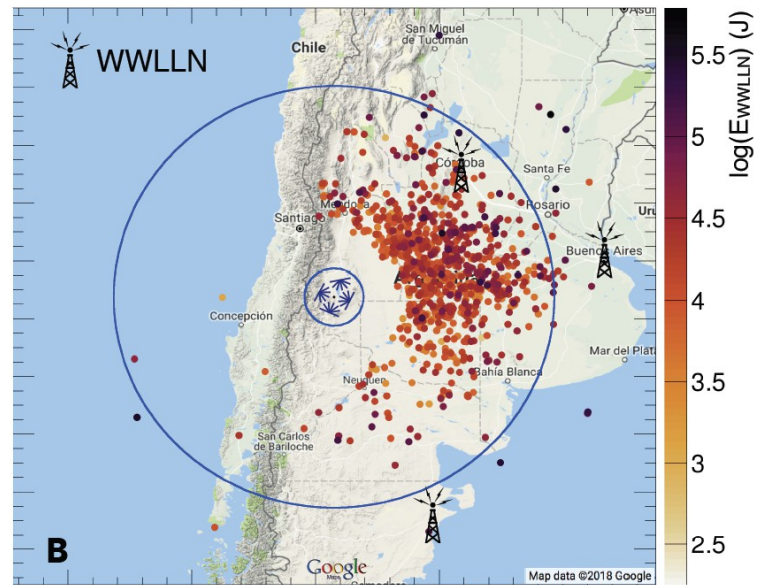 San Miguel
de Tucumán
Chile
WWLLN
Córdoba
Santa Fe
Mendoza
Rosario
Santiago
Buenos Aires
Concepción
Mar del Plata
Bahía Blanca
Neuquen
San Carlos
de Bariloche
B
Google
Maps
Map data ©2018 Google
5.5
5
4.5
4
3.5
3
2.5
log(EWWLLN) (J)